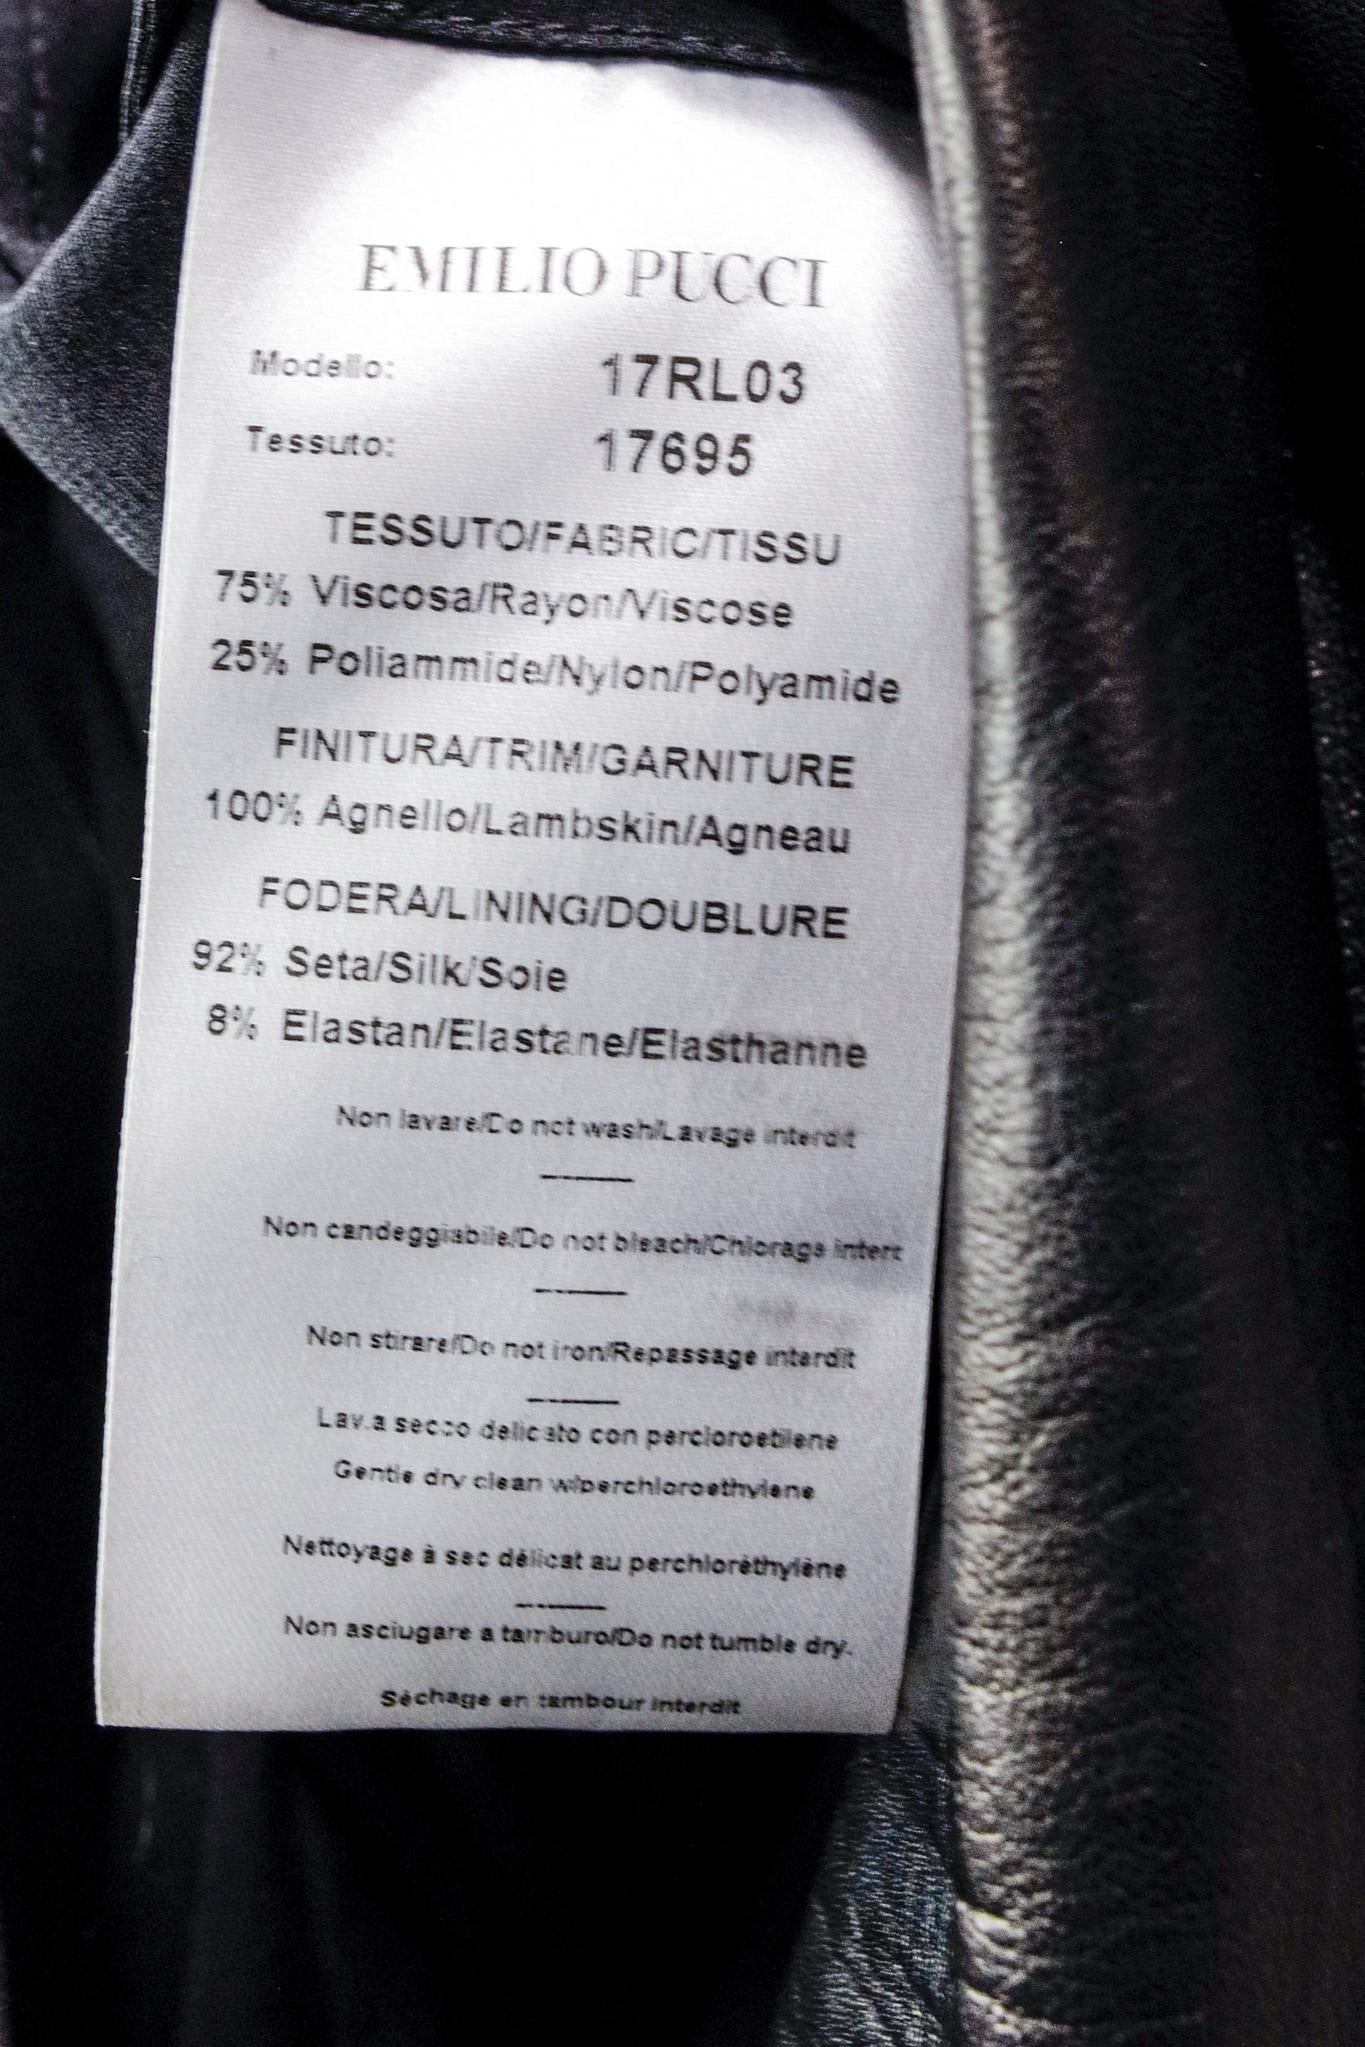 EMILIO PUCCI
Modello: 17RL03
Tessuto: 17695
TESSUTO/FABRIC/TISSU
75% Viscosa/Rayon/Viscose
25% Poliammide/Nylon/Polyamide
FINITURA/TRIM/GARNITURE
100% Agnello/Lambskin/Agneau
FODERA/LINING/DOUBLURE
92% Seta/Silk/Soie
8% Elastan/Elastane/Elasthanne
Non lavare/Do not wash/Lavage interdit
------
Non candeggiabile/Do not bleach/Chlorage intert
------
Non stirare/Do not iron/Repassage interdit
------
Lav.a secco delicato con percloroetilene
Gentle dry clean w/perchloroethylene
Nettoyage à sec délicat au perchloréthylène
------
Non asciugare a tamburo/Do not tumble dry.
Séchage en tambour interdit